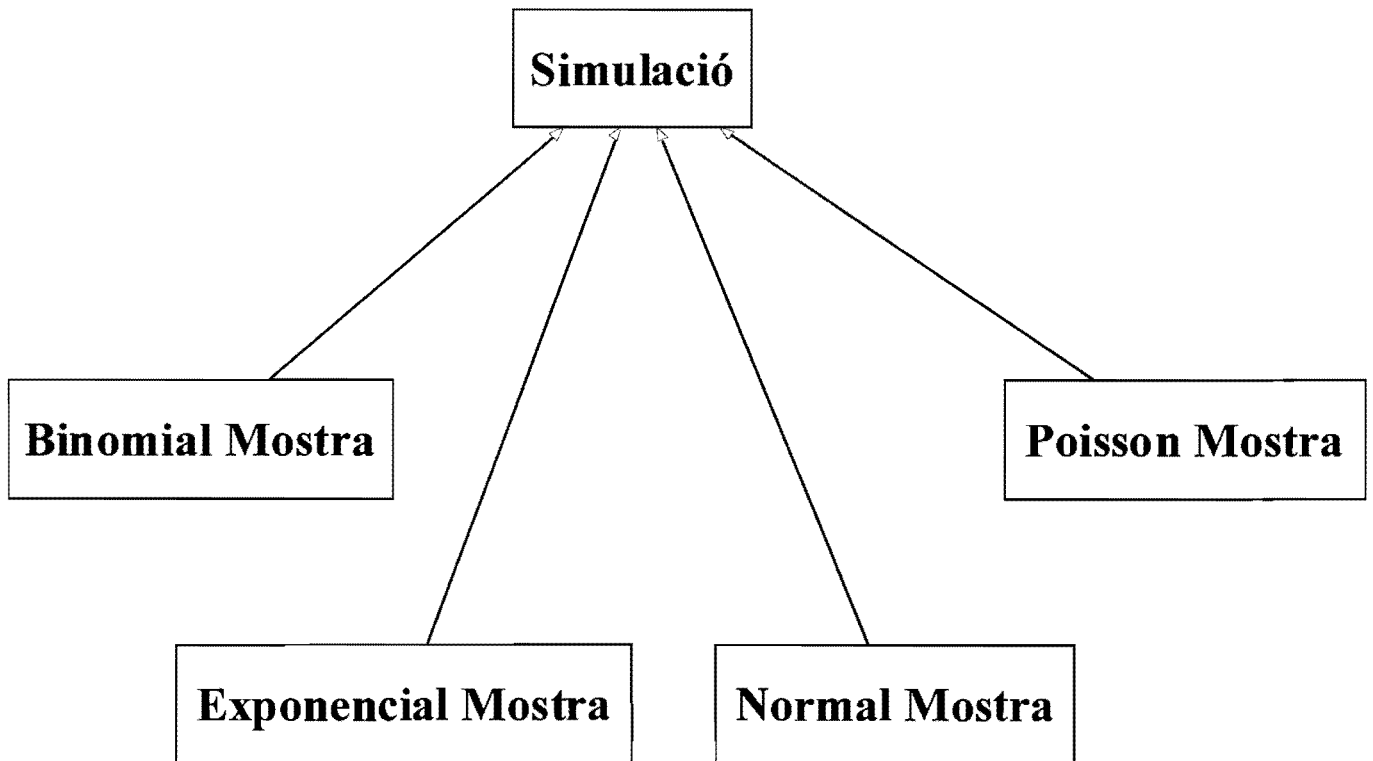 Simulació
Binomial Mostra
Poisson Mostra
Exponencial Mostra
Normal Mostra